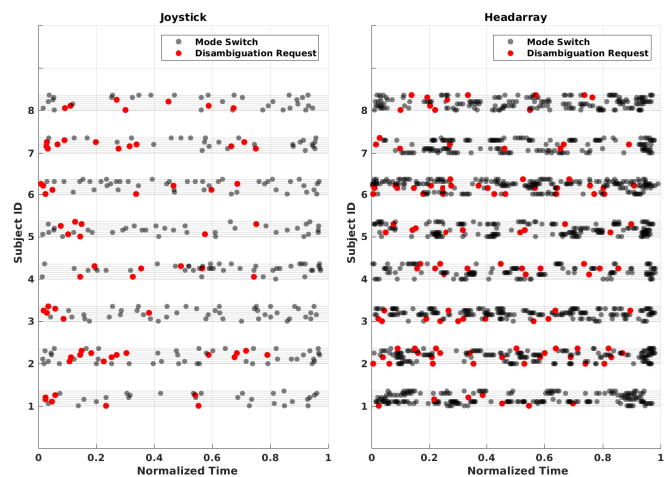 Joystick
Mode Switch
Disambiguation Request
Subject ID
8
7
6
5
4
3
2
1
0
0.2
0.4
0.6
0.8
1
Normalized Time
Headarray
Mode Switch
Disambiguation Request
Subject ID
8
7
6
5
4
3
2
1
0
0.2
0.4
0.6
0.8
1
Normalized Time